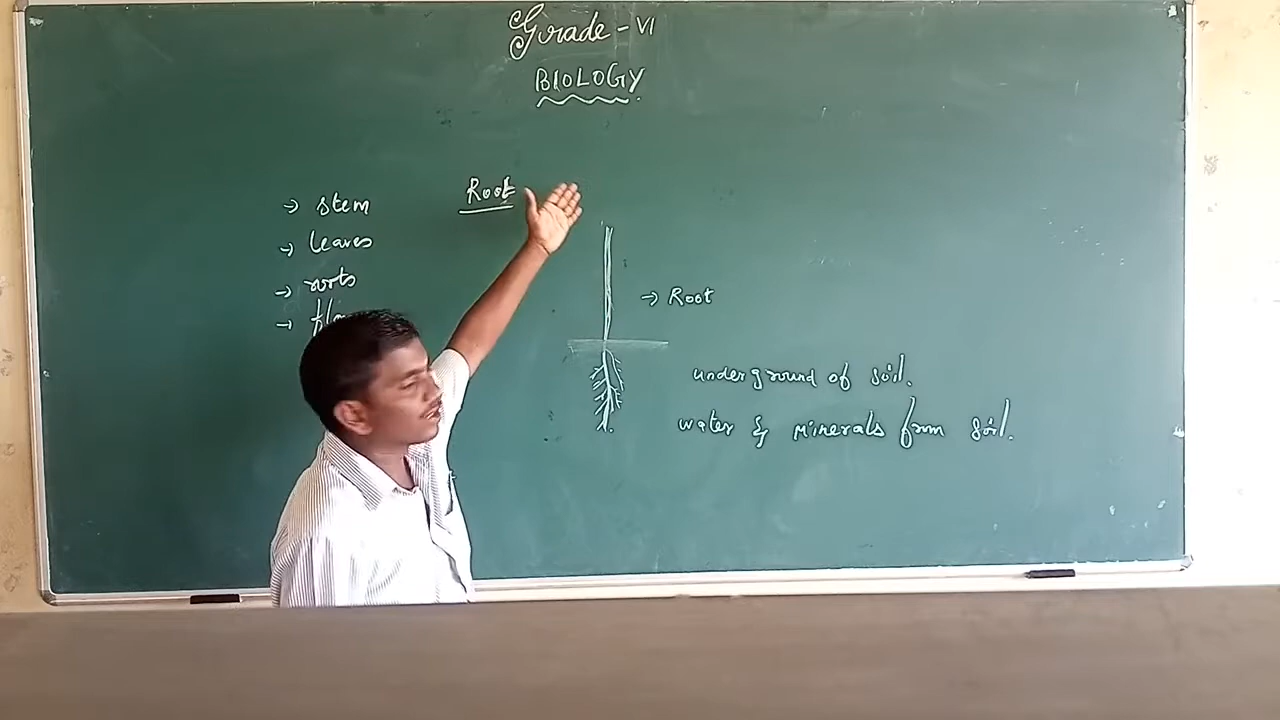 Grade - VI
BIOLOGY
Root
→ stem
→ leaves
→ roots
→
→ Root
underground of soil.
water & minerals from soil.